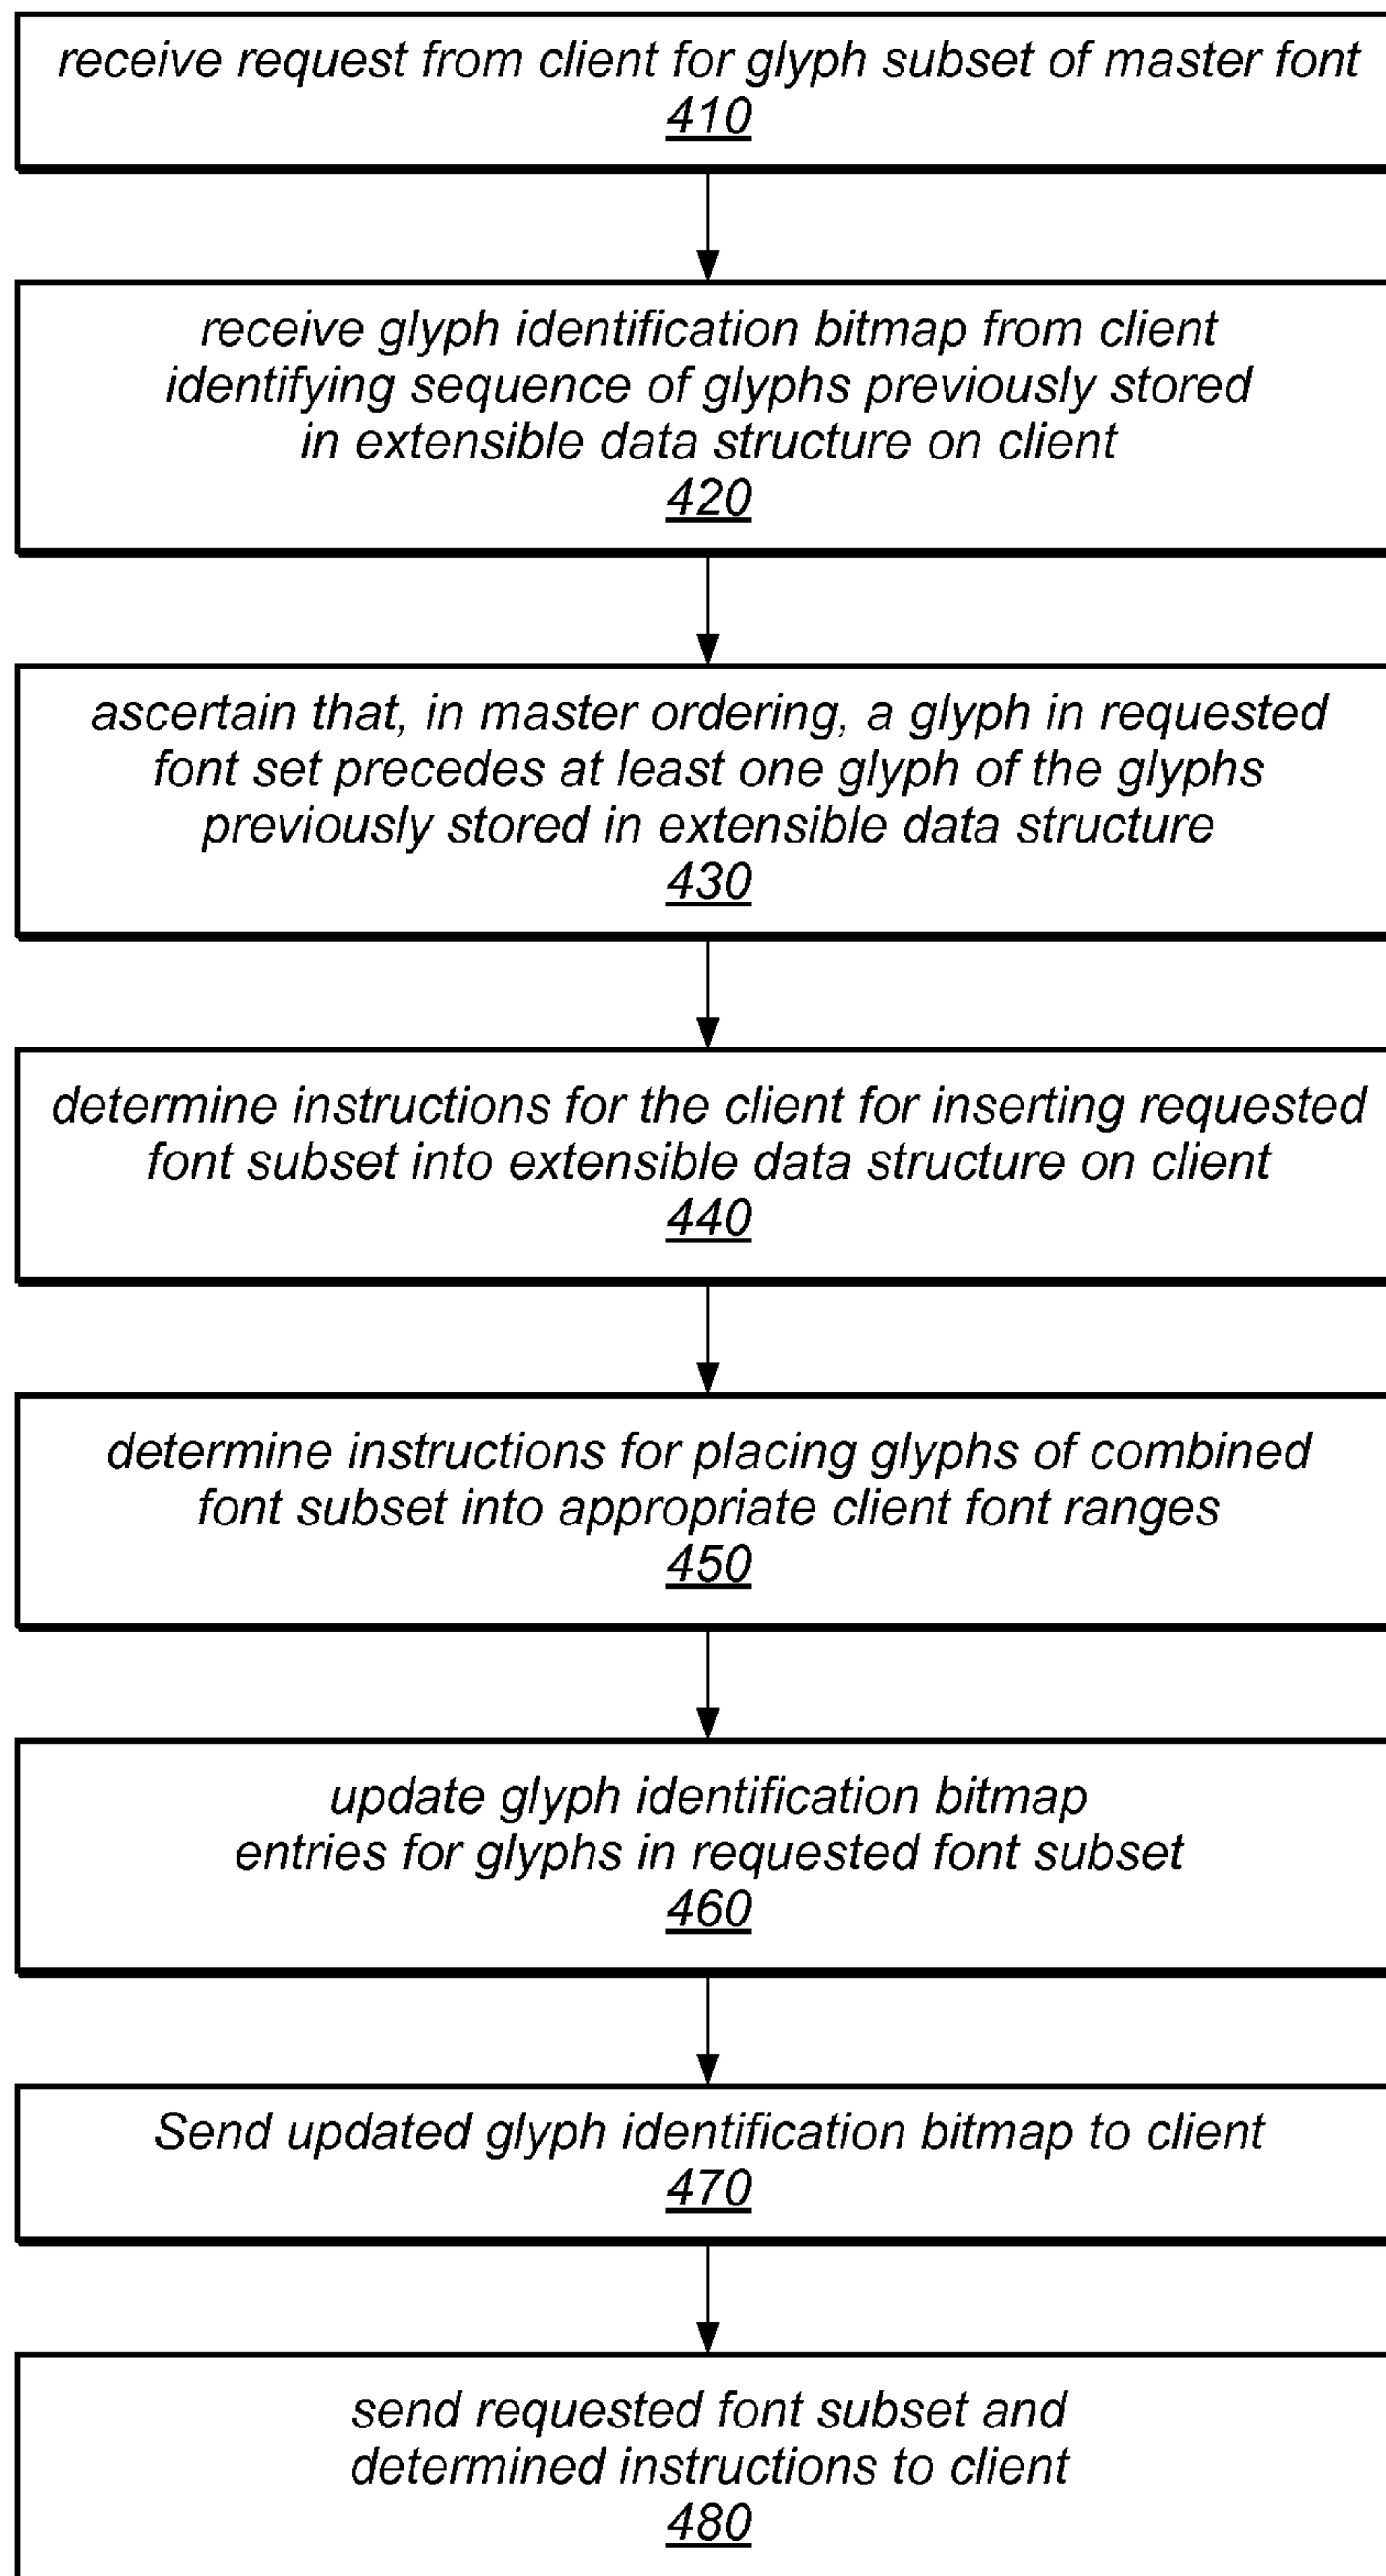 receive request from client for glyph subset of master font
410
receive glyph identification bitmap from client
identifying sequence of glyphs previously stored
in extensible data structure on client
420
ascertain that, in master ordering, a glyph in requested
font set precedes at least one glyph of the glyphs
previously stored in extensible data structure
430
determine instructions for the client for inserting requested
font subset into extensible data structure on client
440
determine instructions for placing glyphs of combined
font subset into appropriate client font ranges
450
update glyph identification bitmap
entries for glyphs in requested font subset
460
Send updated glyph identification bitmap to client
470
send requested font subset and
determined instructions to client
480